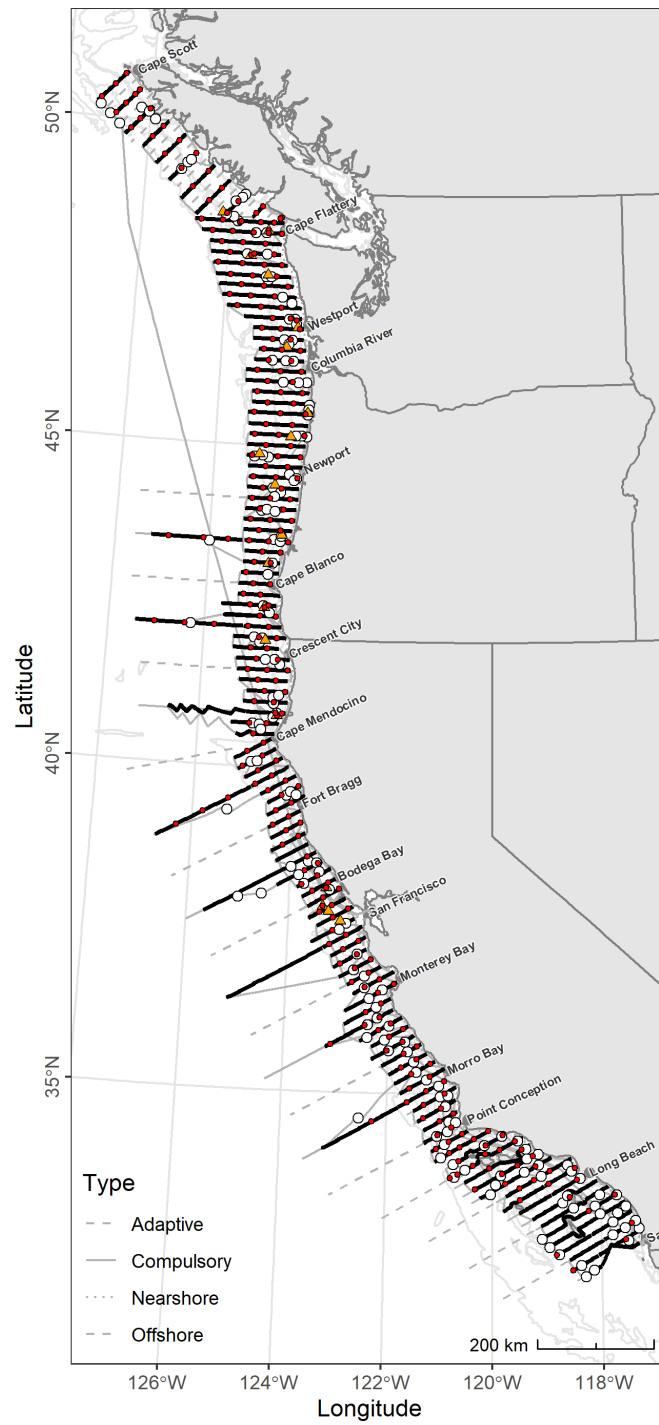 Cape Scott
50°N
Cape Flattery
Westport
Columbia River
45°N
Newport
Cape Blanco
Crescent City
Latitude
Cape Mendocino
40°N
Fort Bragg
Bodega Bay
San Francisco
Monterey Bay
35°N
Morro Bay
Point Conception
Long Beach
Sa
Type
Adaptive
Compulsory
Nearshore
Offshore
200 km
126°W
124°W
122°W
120°W
118°W
Longitude